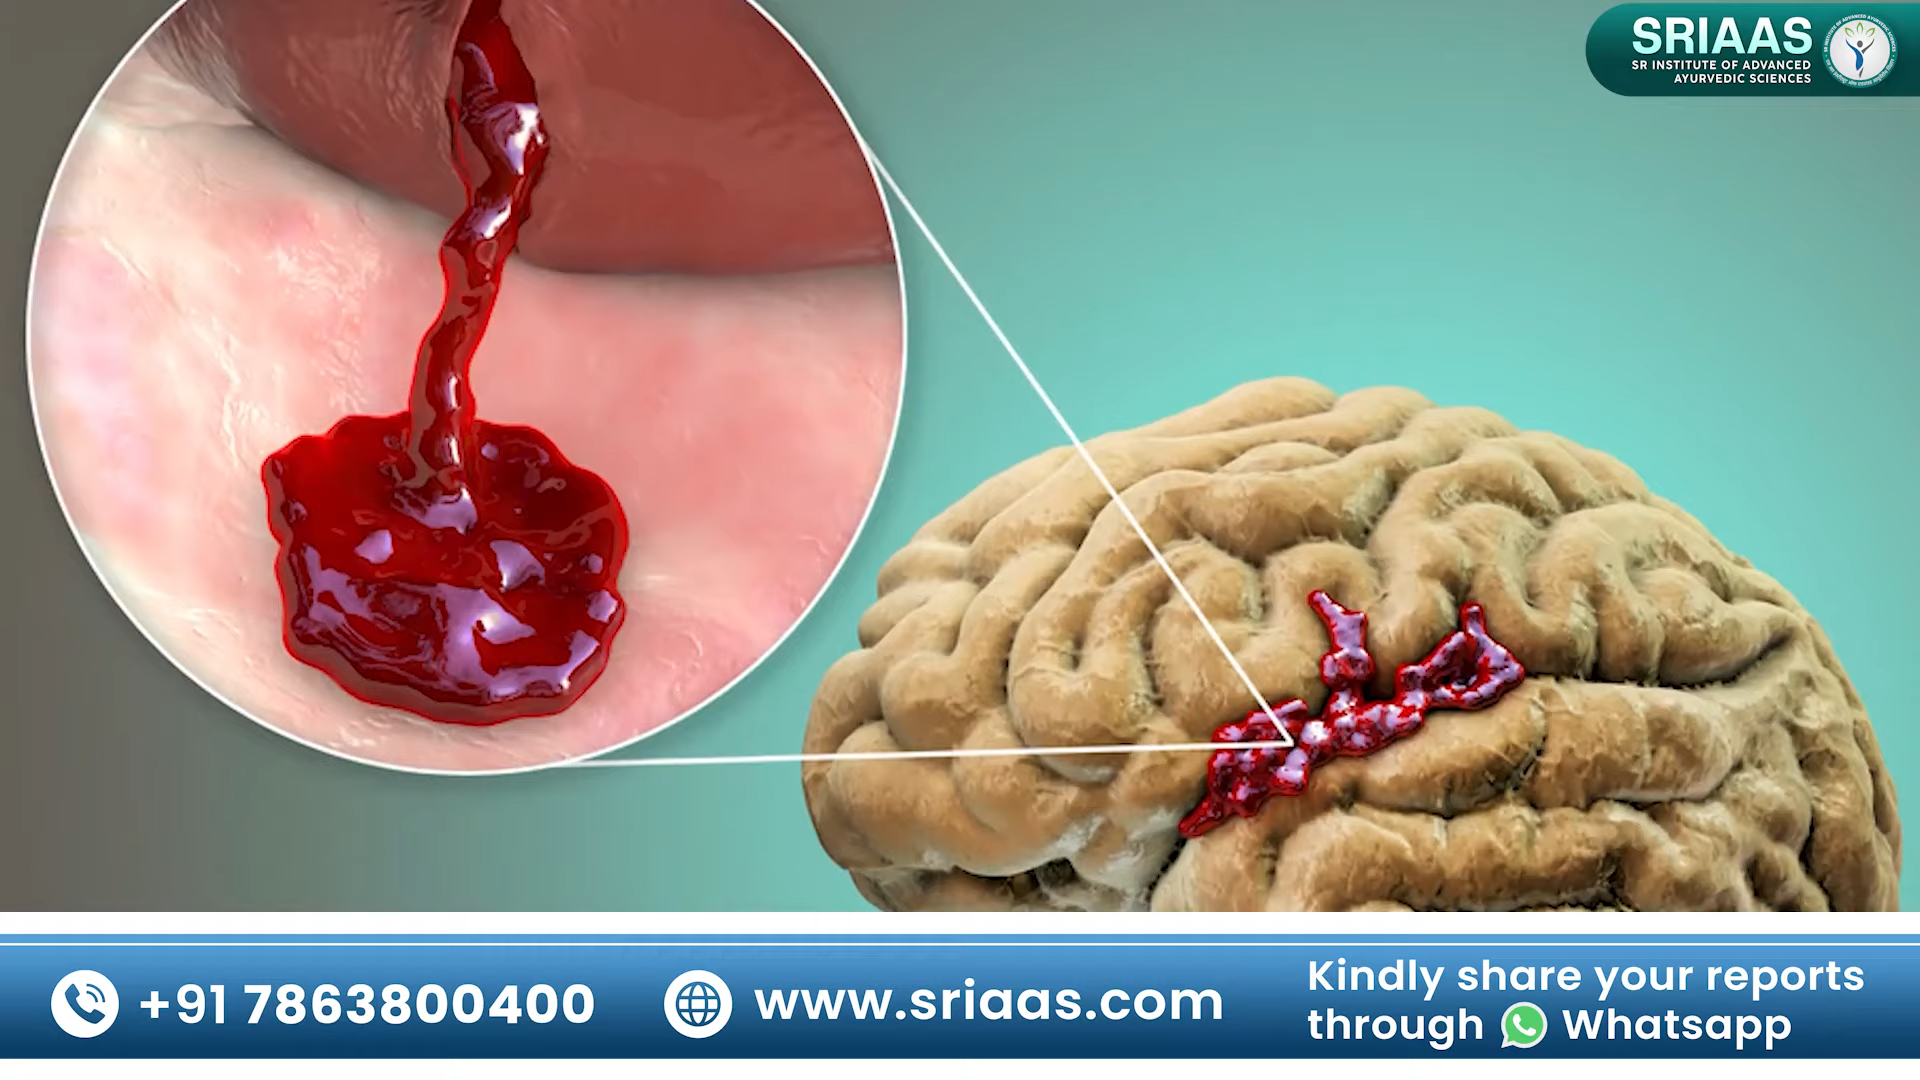 SRIAAS
SR INSTITUTE OF ADVANCED
AYURVEDIC SCIENCES
+91 7863800400
www.sriaas.com
Kindly share your reports
through Whatsapp